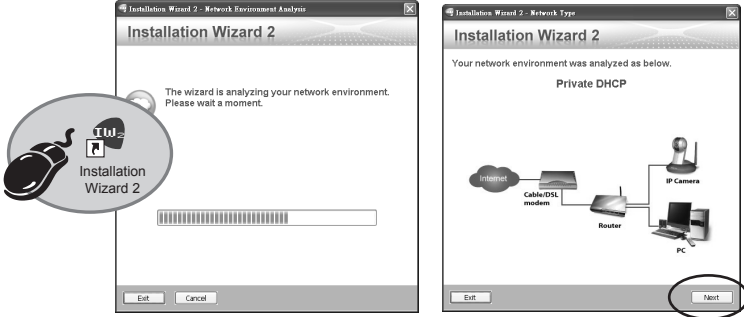 Installation Wizard 2 - Network Environment Analysis
Installation Wizard 2
The wizard is analyzing your network environment.
Please wait a moment.
IW2
Installation
Wizard 2
Exit
Cancel
Installation Wizard 2 - Network Type
Installation Wizard 2
Your network environment was analyzed as below.
Private DHCP
Internet
Cable/DSL
modem
Router
IP Camera
PC
Exit
Next